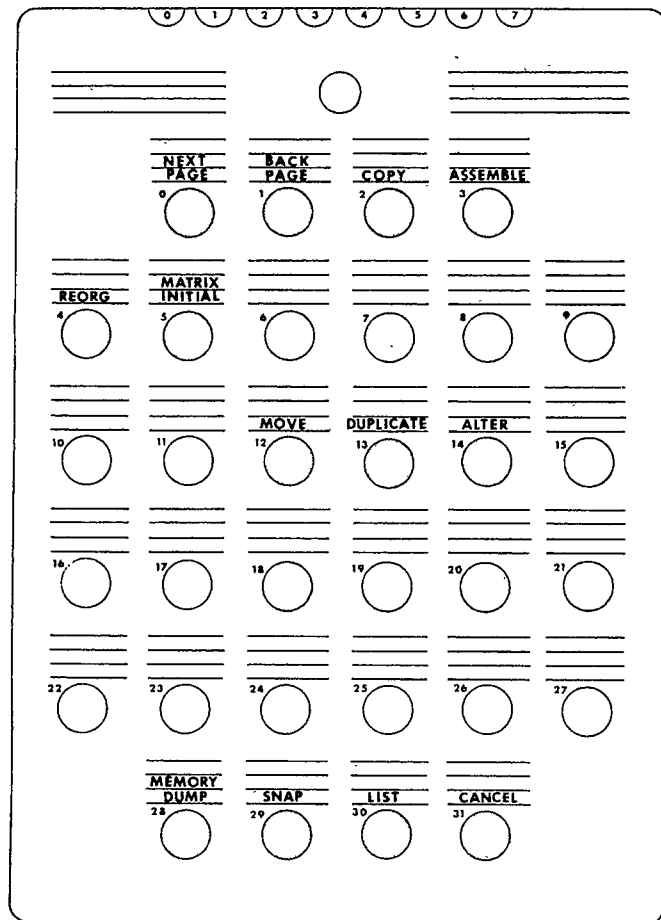 0 1 2 3 4 5 6 7
NEXT PAGE
BACK PAGE
COPY
ASSEMBLE
0 1 2 3
REORG
MATRIX INITIAL
4 5 6 7 8 9
MOVE
DUPLICATE
ALTER
10 11 12 13 14 15
16 17 18 19 20 21
22 23 24 25 26 27
MEMORY DUMP
SNAP
LIST
CANCEL
28 29 30 31